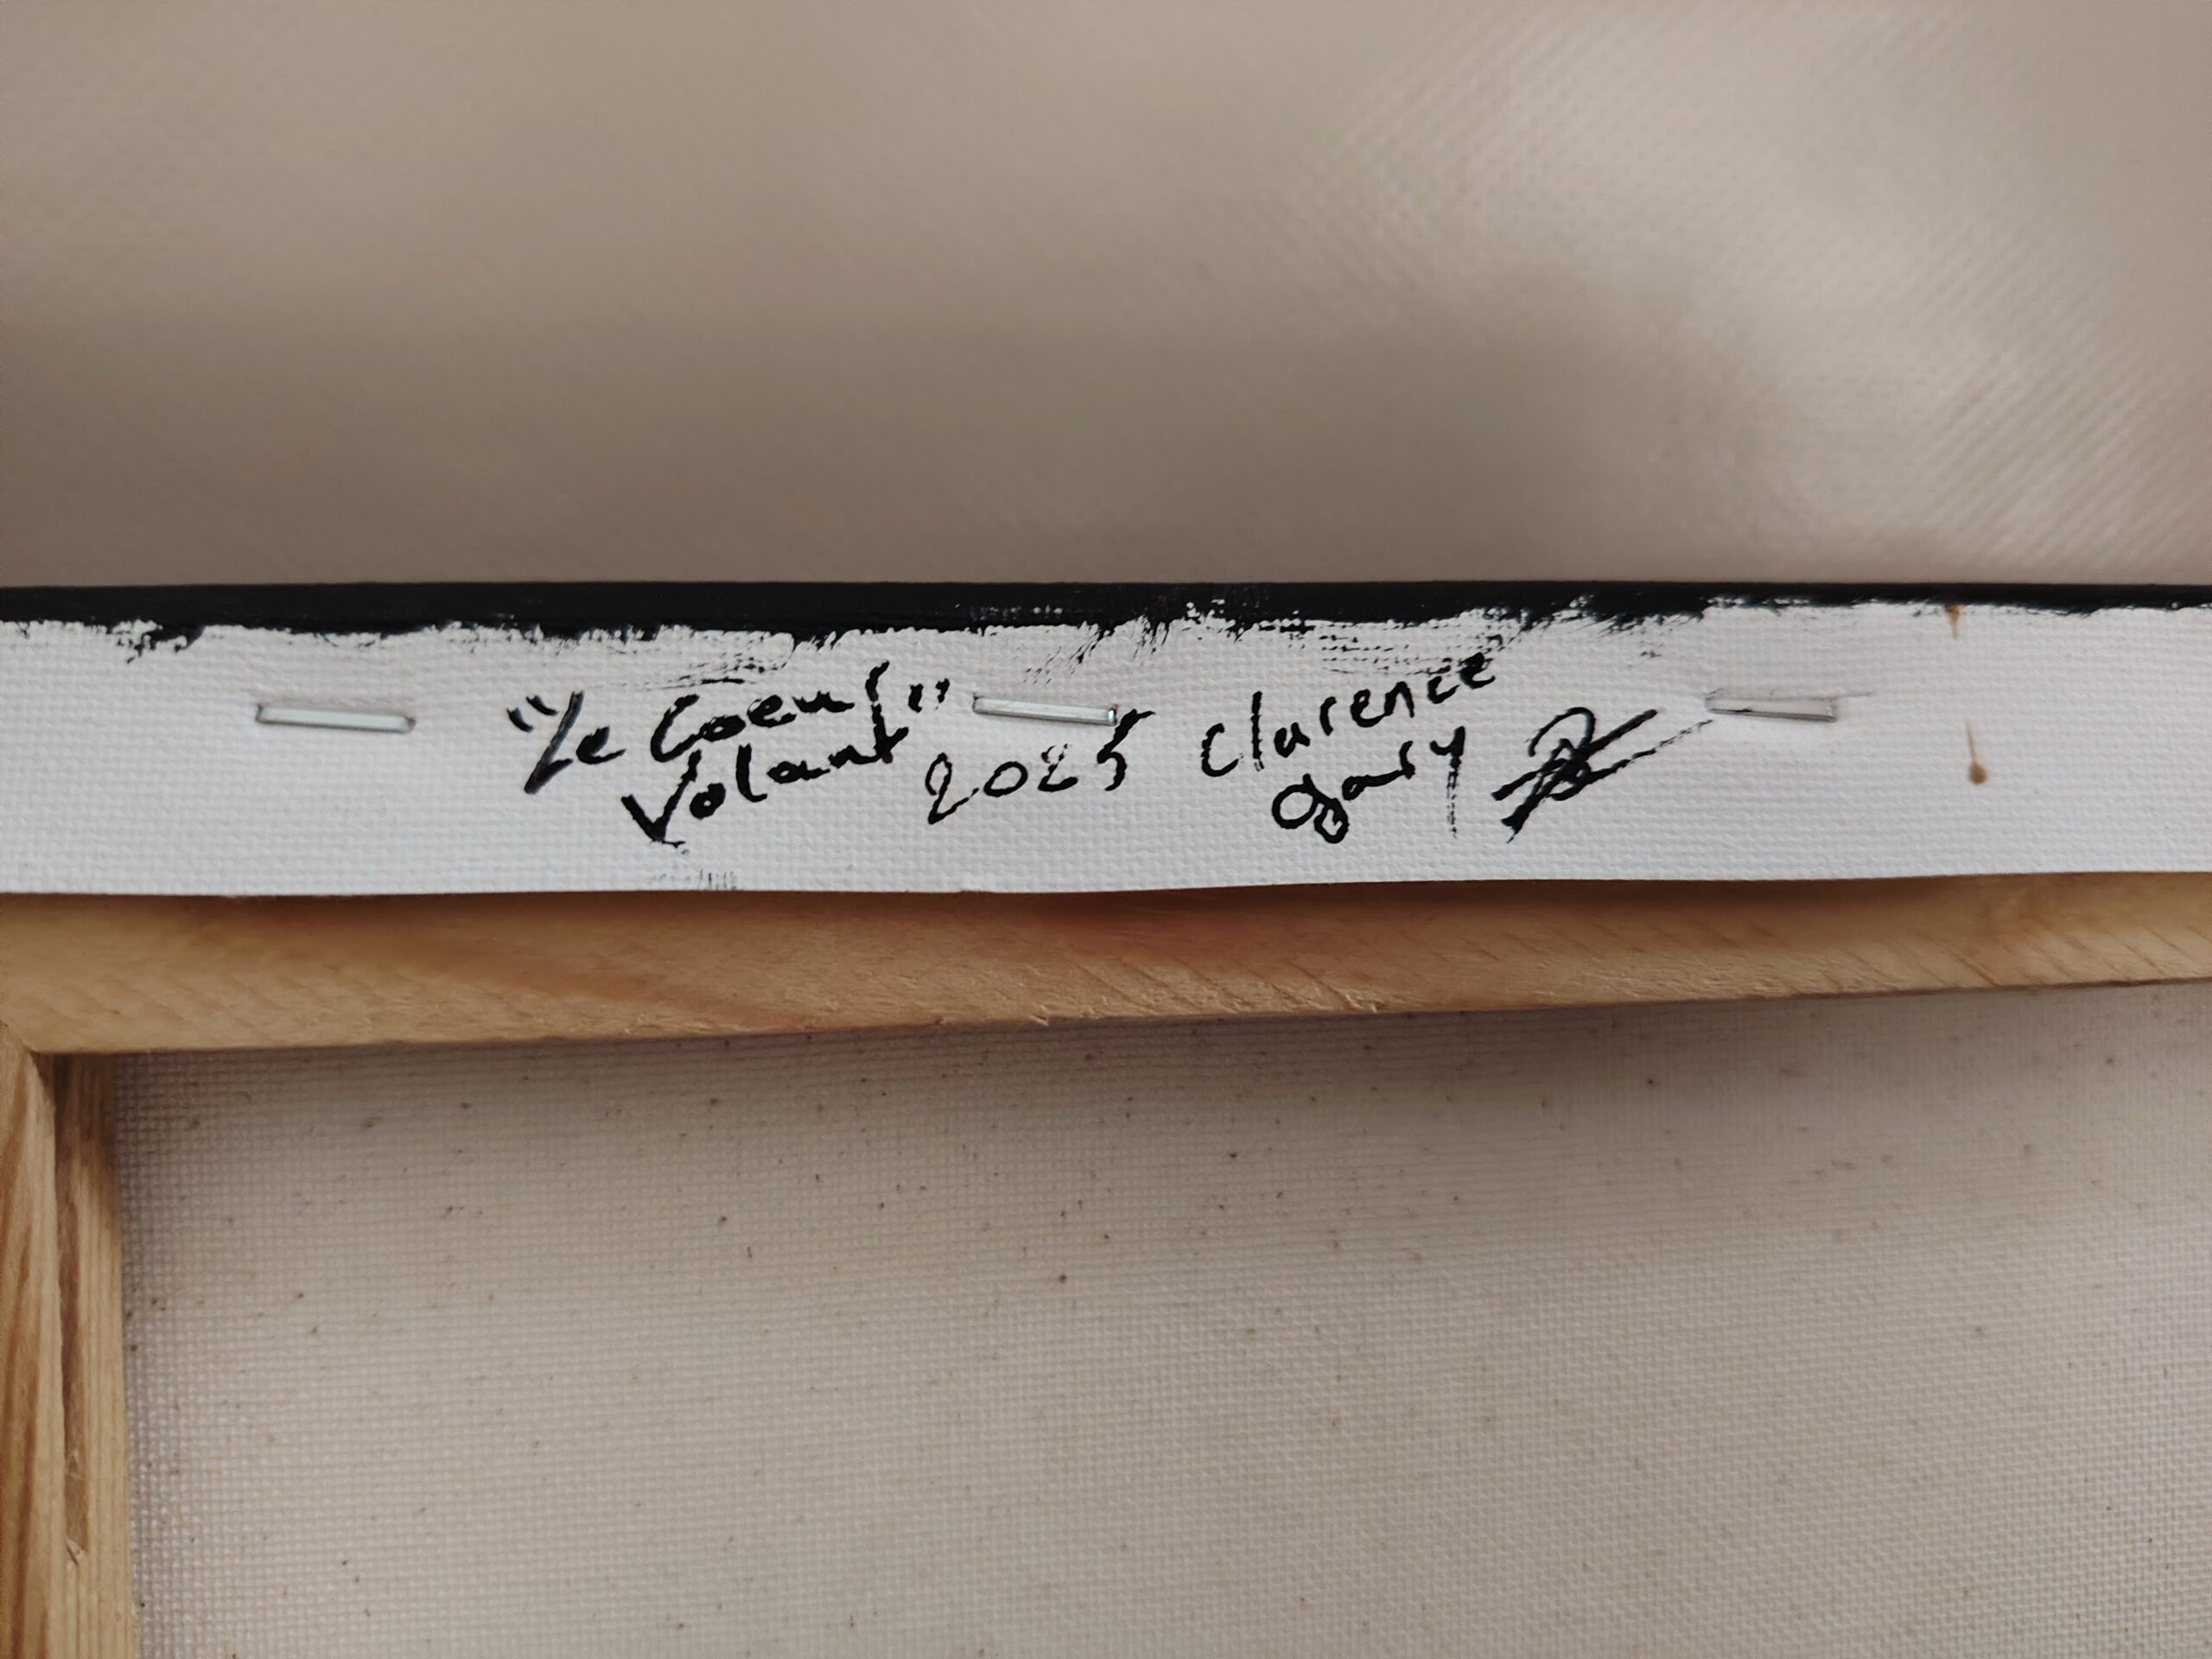 "Le Coeur
Volant"
2025
Clarence
gary